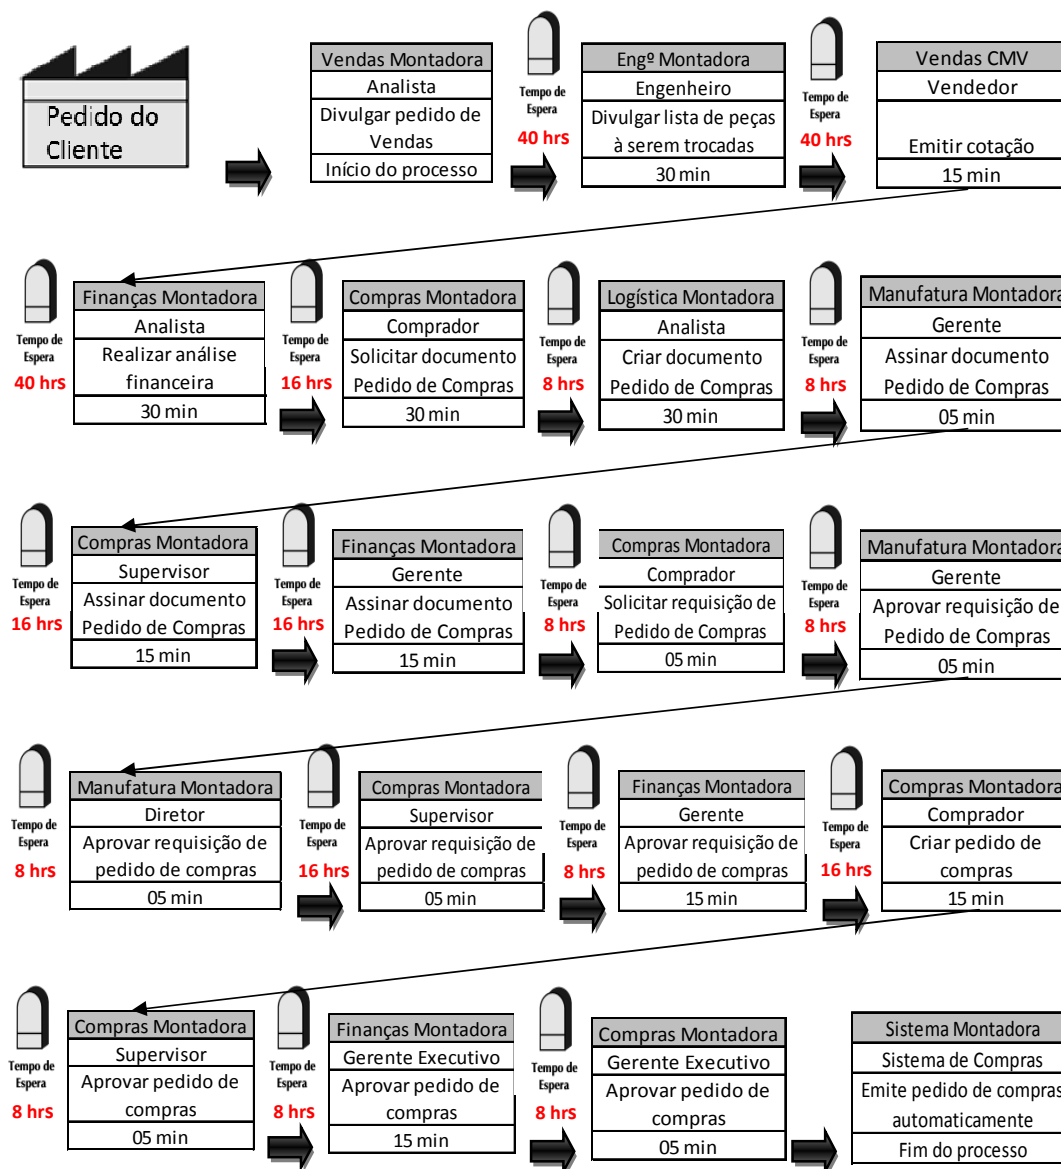 Pedido do
Cliente
Vendas Montadora
Analista
Divulgar pedido de
Vendas
Início do processo
Tempo de
Espera
40 hrs
Engº Montadora
Engenheiro
Divulgar lista de peças
à serem trocadas
30 min
Tempo de
Espera
40 hrs
Vendas CMV
Vendedor
Emitir cotação
15 min
Tempo de
Espera
40 hrs
Finanças Montadora
Analista
Realizar análise
financeira
30 min
Tempo de
Espera
16 hrs
Compras Montadora
Comprador
Solicitar documento
Pedido de Compras
30 min
Tempo de
Espera
8 hrs
Logística Montadora
Analista
Criar documento
Pedido de Compras
30 min
Tempo de
Espera
8 hrs
Manufatura Montadora
Gerente
Assinar documento
Pedido de Compras
05 min
Tempo de
Espera
16 hrs
Compras Montadora
Supervisor
Assinar documento
Pedido de Compras
15 min
Tempo de
Espera
16 hrs
Finanças Montadora
Gerente
Assinar documento
Pedido de Compras
15 min
Tempo de
Espera
8 hrs
Compras Montadora
Comprador
Solicitar requisição de
Pedido de Compras
05 min
Tempo de
Espera
8 hrs
Manufatura Montadora
Gerente
Aprovar requisição de
Pedido de Compras
05 min
Tempo de
Espera
8 hrs
Manufatura Montadora
Diretor
Aprovar requisição de
pedido de compras
05 min
Tempo de
Espera
16 hrs
Compras Montadora
Supervisor
Aprovar requisição de
pedido de compras
05 min
Tempo de
Espera
8 hrs
Finanças Montadora
Gerente
Aprovar requisição de
pedido de compras
15 min
Tempo de
Espera
16 hrs
Compras Montadora
Comprador
Criar pedido de
compras
15 min
Tempo de
Espera
8 hrs
Compras Montadora
Supervisor
Aprovar pedido de
compras
05 min
Tempo de
Espera
8 hrs
Finanças Montadora
Gerente Executivo
Aprovar pedido de
compras
15 min
Tempo de
Espera
8 hrs
Compras Montadora
Gerente Executivo
Aprovar pedido de
compras
05 min
Sistema Montadora
Sistema de Compras
Emite pedido de compras
automaticamente
Fim do processo